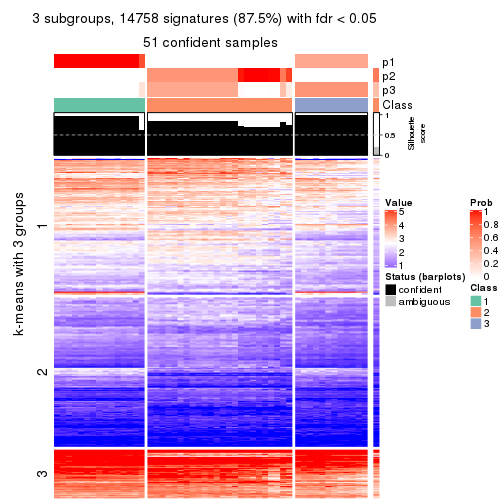 3 subgroups, 14758 signatures (87.5%) with fdr < 0.05
51 confident samples
p1
p2
p3
Class
1
0.5
0
Silhouette
score
k-means with 3 groups
1
2
3
Value
5
4
3
2
1
Status (barplots)
confident
ambiguous
Prob
1
0.8
0.6
0.4
0.2
0
Class
1
2
3